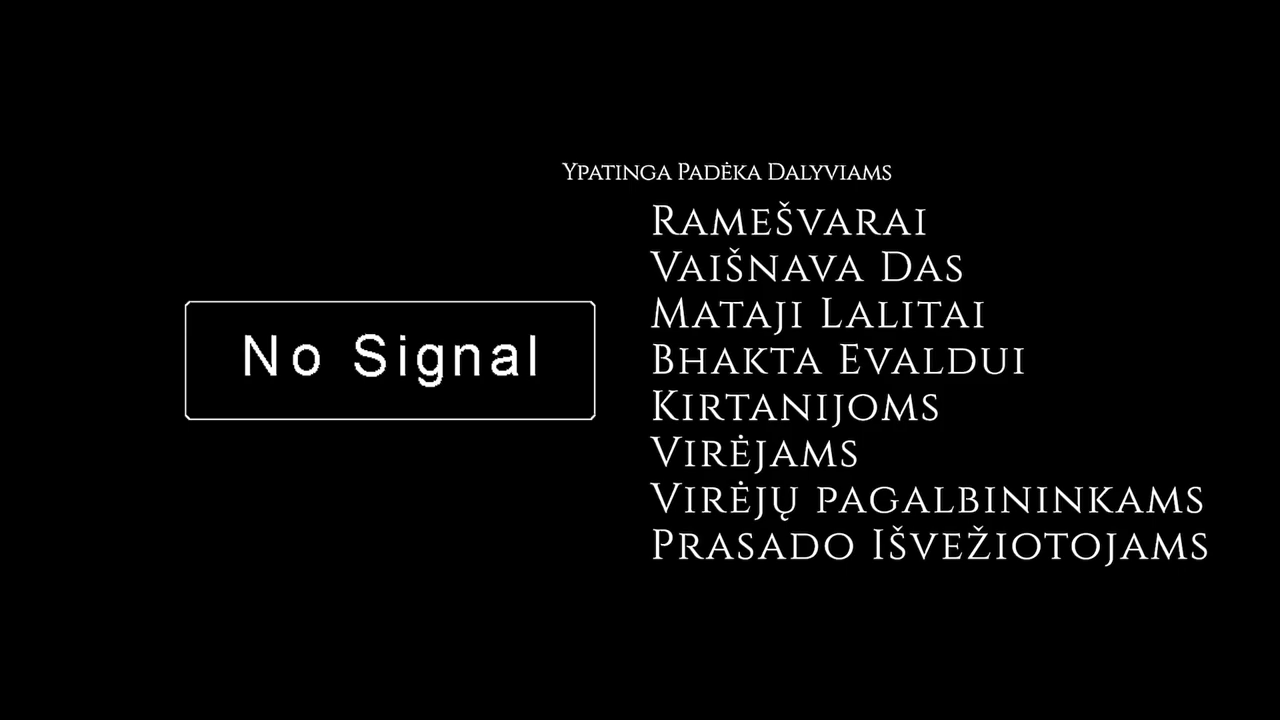 Ypatinga Padėka Dalyviams
Ramešvarai
Vaišnava Das
Mataji Lalitai
Bhakta Evaldui
Kirtanijoms
Virėjams
Virėjų pagalbininkams
Prasado Išvežiotojams
No Signal